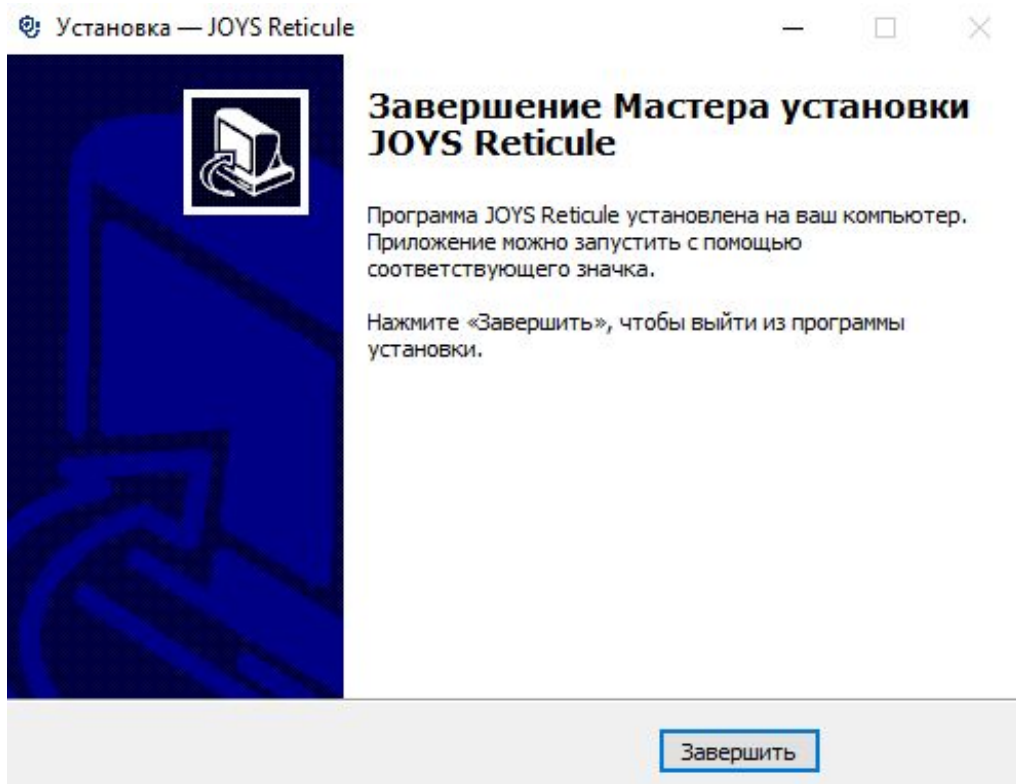 Установка — JOYS Reticule
Завершение Мастера установки
JOYS Reticule
Программа JOYS Reticule установлена на ваш компьютер.
Приложение можно запустить с помощью
соответствующего значка.
Нажмите «Завершить», чтобы выйти из программы
установки.
Завершить